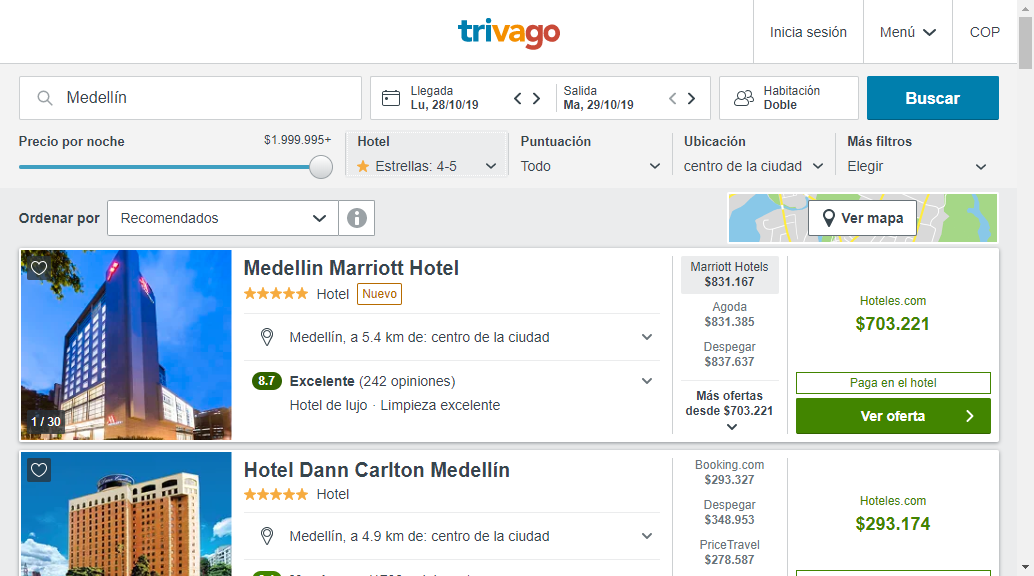 trivago
Inicia sesión
Menú
COP
Medellín
Llegada
Lu, 28/10/19
Salida
Ma, 29/10/19
Habitación
Doble
Buscar
Precio por noche
$1.999.995+
Hotel
Estrellas: 4-5
Puntuación
Todo
Ubicación
centro de la ciudad
Más filtros
Elegir
Ordenar por
Recomendados
Ver mapa
1 / 30
Medellin Marriott Hotel
Hotel
Nuevo
Medellín, a 5.4 km de: centro de la ciudad
8.7 Excelente (242 opiniones)
Hotel de lujo · Limpieza excelente
Marriott Hotels
$831.167
Agoda
$831.385
Despegar
$837.637
Más ofertas
desde $703.221
Hoteles.com
$703.221
Paga en el hotel
Ver oferta
Hotel Dann Carlton Medellín
Hotel
Medellín, a 4.9 km de: centro de la ciudad
Booking.com
$293.327
Despegar
$348.953
PriceTravel
$278.587
Hoteles.com
$293.174